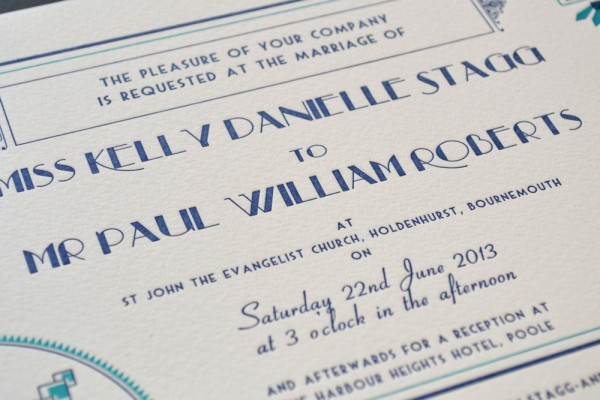 THE PLEASURE OF YOUR COMPANY
IS REQUESTED AT THE MARRIAGE OF
MISS KELLY DANIELLE STAGG
TO
MR PAUL WILLIAM ROBERTS
AT
ST JOHN THE EVANGELIST CHURCH, HOLDENHURST, BOURNEMOUTH
ON
Saturday 22nd June 2013
at 3 o'clock in the afternoon
AND AFTERWARDS FOR A RECEPTION AT
HARBOUR HEIGHTS HOTEL, POOLE